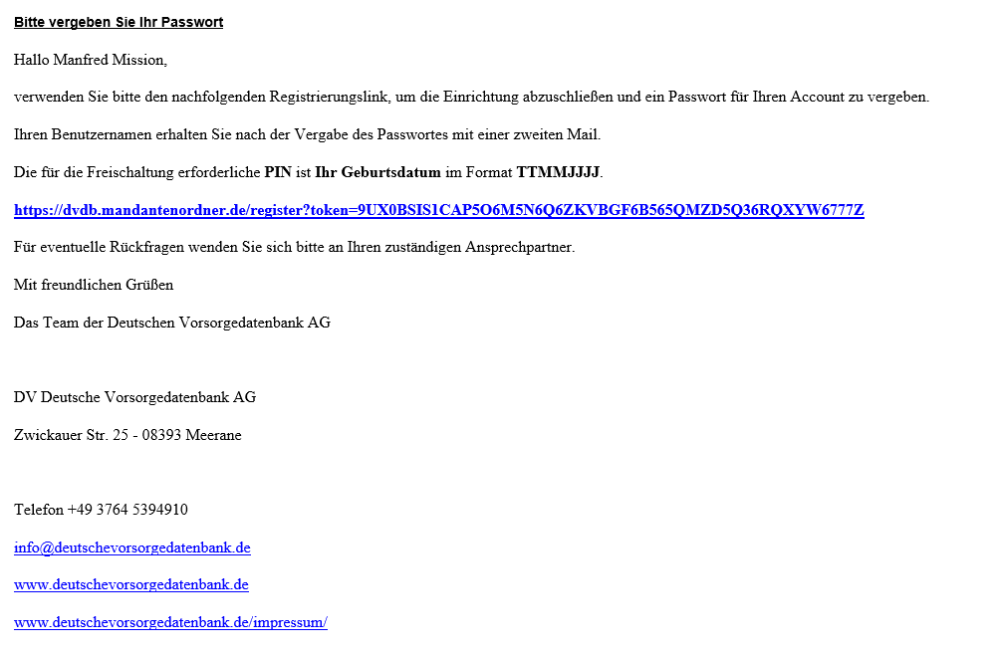 Bitte vergeben Sie Ihr Passwort
Hallo Manfred Mission,
verwenden Sie bitte den nachfolgenden Registrierungslink, um die Einrichtung abzuschließen und ein Passwort für Ihren Account zu vergeben.
Ihren Benutzernamen erhalten Sie nach der Vergabe des Passwortes mit einer zweiten Mail.
Die für die Freischaltung erforderliche PIN ist Ihr Geburtsdatum im Format TTMMJJJJ.
https://dvdb.mandantenordner.de/register?token=9UX0BSIS1CAP5O6M5N6Q6ZKVBGF6B565QMZD5Q36RQXYW6777Z
Für eventuelle Rückfragen wenden Sie sich bitte an Ihren zuständigen Ansprechpartner.
Mit freundlichen Grüßen
Das Team der Deutschen Vorsorgedatenbank AG
DV Deutsche Vorsorgedatenbank AG
Zwickauer Str. 25 - 08393 Meerane
Telefon +49 3764 5394910
info@deutschevorsorgedatenbank.de
www.deutschevorsorgedatenbank.de
www.deutschevorsorgedatenbank.de/impressum/